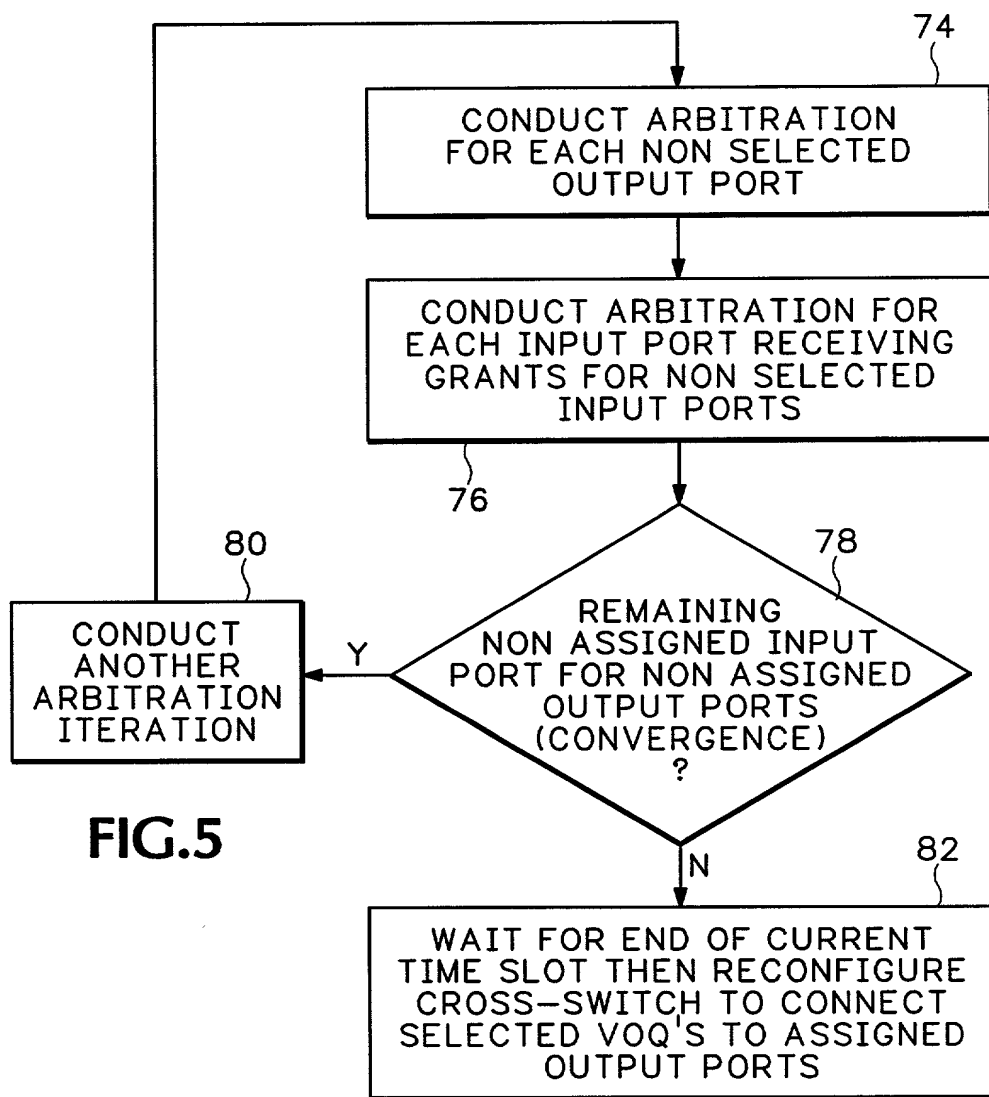 74
CONDUCT ARBITRATION
FOR EACH NON SELECTED
OUTPUT PORT
CONDUCT ARBITRATION FOR
EACH INPUT PORT RECEIVING
GRANTS FOR NON SELECTED
INPUT PORTS
76
78
REMAINING
NON ASSIGNED INPUT
PORT FOR NON ASSIGNED
OUTPUT PORTS
(CONVERGENCE)
?
80
CONDUCT
ANOTHER
ARBITRATION
ITERATION
Y
FIG.5
N
82
WAIT FOR END OF CURRENT
TIME SLOT THEN RECONFIGURE
CROSS-SWITCH TO CONNECT
SELECTED VOQ'S TO ASSIGNED
OUTPUT PORTS